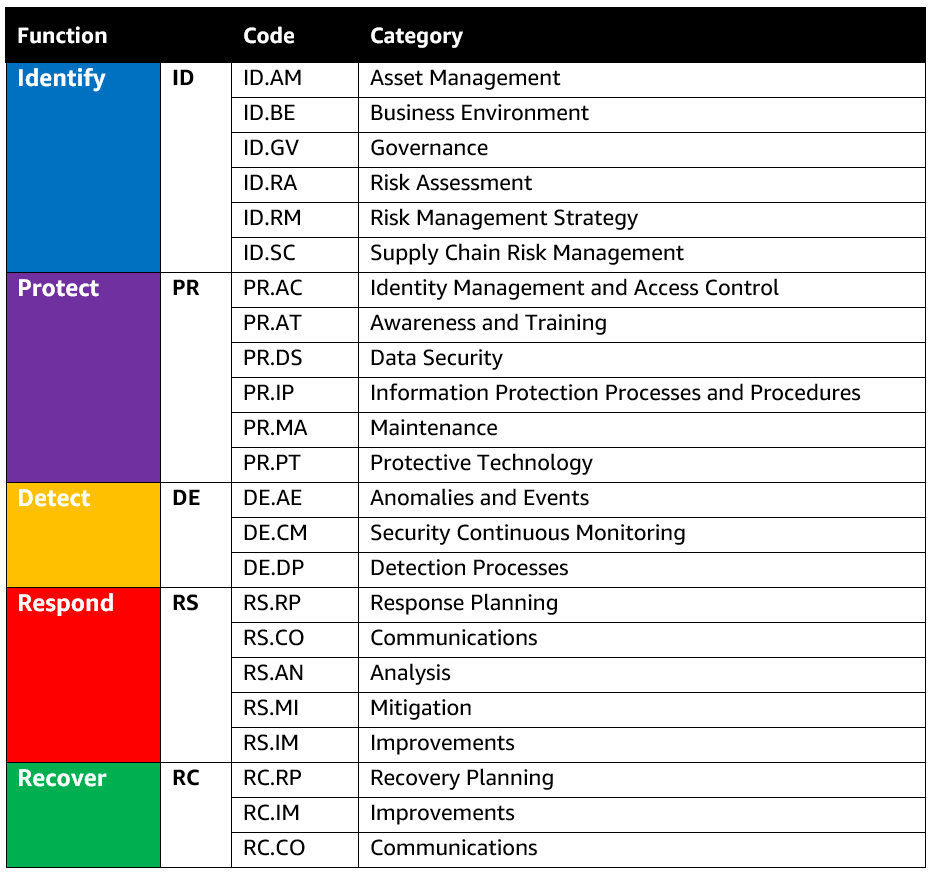 Function Code Category
Identify ID ID.AM Asset Management
ID.BE Business Environment
ID.GV Governance
ID.RA Risk Assessment
ID.RM Risk Management Strategy
ID.SC Supply Chain Risk Management
Protect PR PR.AC Identity Management and Access Control
PR.AT Awareness and Training
PR.DS Data Security
PR.IP Information Protection Processes and Procedures
PR.MA Maintenance
PR.PT Protective Technology
Detect DE DE.AE Anomalies and Events
DE.CM Security Continuous Monitoring
DE.DP Detection Processes
Respond RS RS.RP Response Planning
RS.CO Communications
RS.AN Analysis
RS.MI Mitigation
RS.IM Improvements
Recover RC RC.RP Recovery Planning
RC.IM Improvements
RC.CO Communications